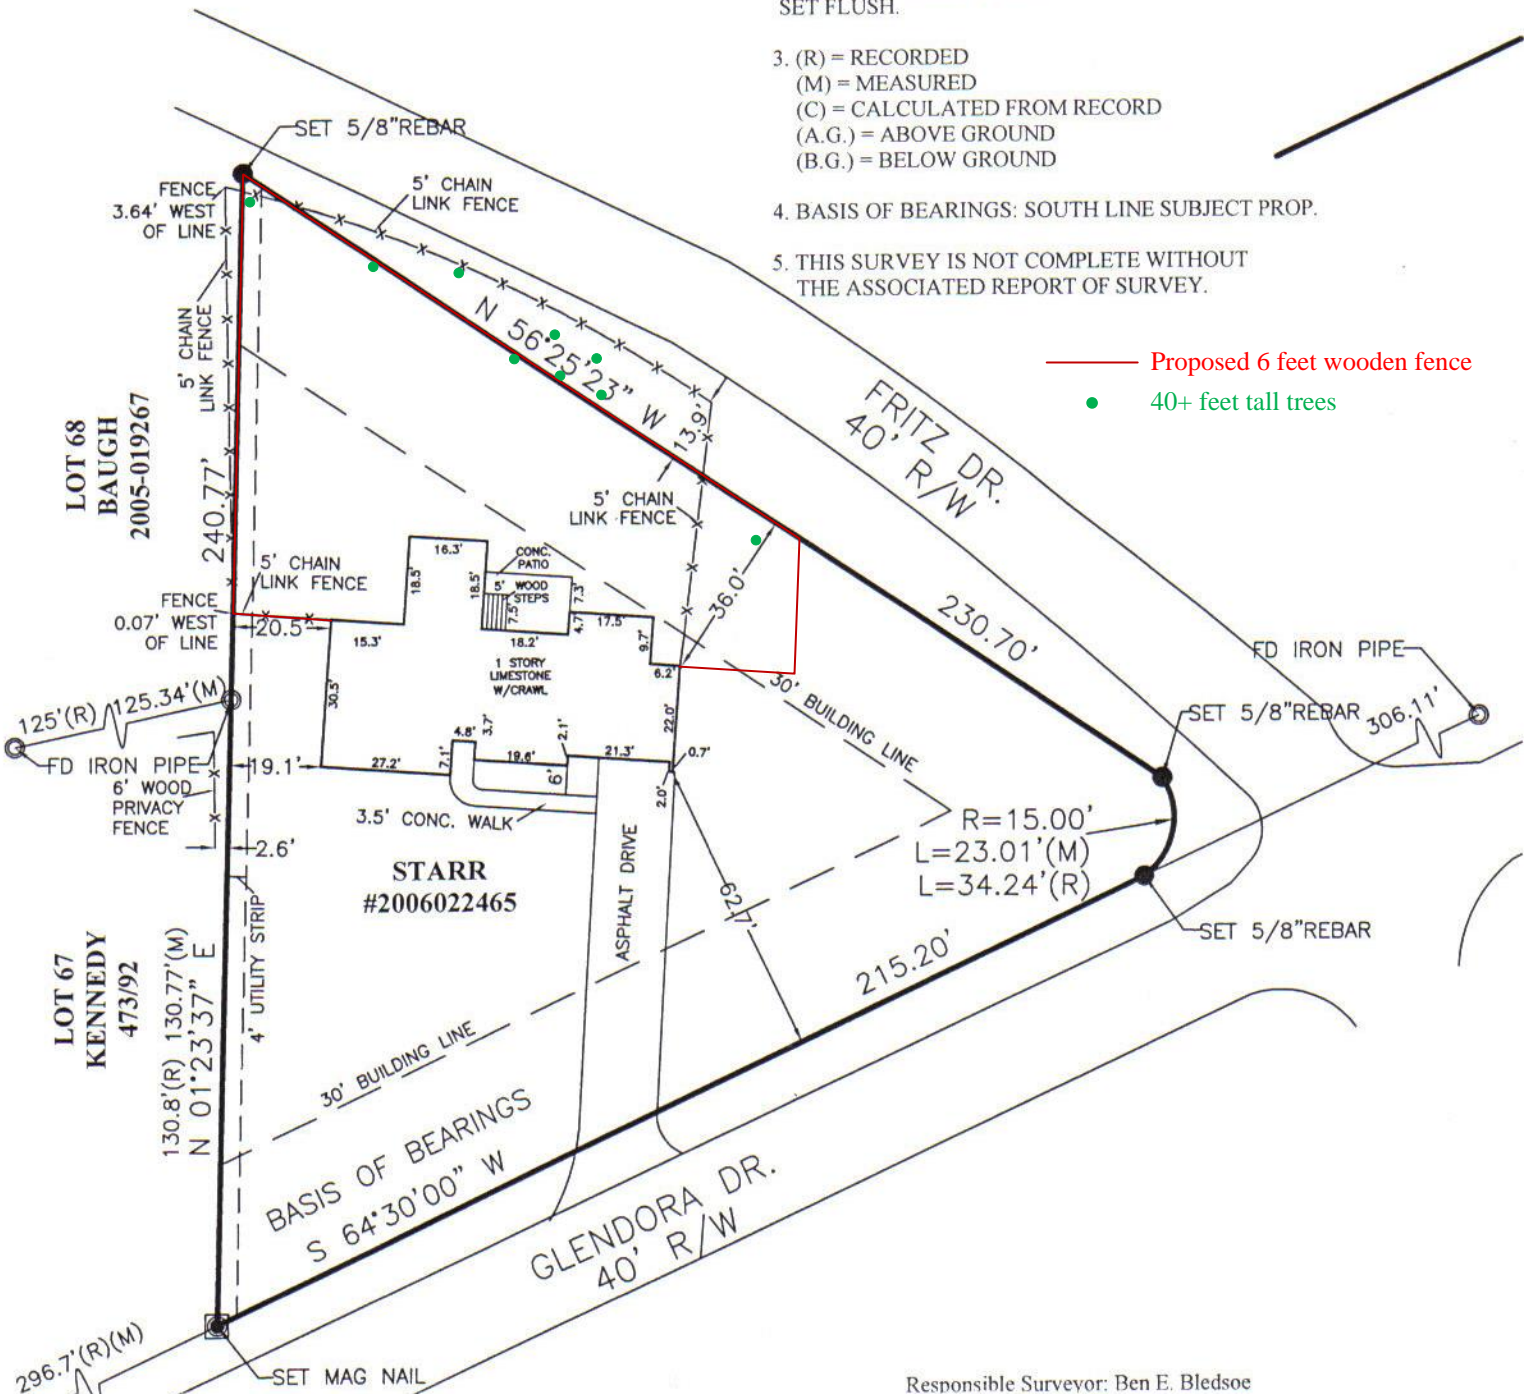 SET FLUSH.
3. (R) = RECORDED
(M) = MEASURED
(C) = CALCULATED FROM RECORD
(A.G.) = ABOVE GROUND
(B.G.) = BELOW GROUND
4. BASIS OF BEARINGS: SOUTH LINE SUBJECT PROP.
5. THIS SURVEY IS NOT COMPLETE WITHOUT
THE ASSOCIATED REPORT OF SURVEY.
Proposed 6 feet wooden fence
40+ feet tall trees
SET 5/8"REBAR
FENCE
3.64' WEST
OF LINE
5' CHAIN
LINK FENCE
5' CHAIN
LINK FENCE
N 56°25'23" W
13.9'
FRITZ DR.
40' R/W
LOT 68
BAUGH
2005-019267
240.77'
5' CHAIN
LINK FENCE
5' CHAIN
LINK FENCE
FENCE
0.07' WEST
OF LINE
20.5'
16.3'
18.5'
18.5'
CONC.
PATIO
5' WOOD
STEPS
7.5'
7.3'
4.7'
17.5'
15.3'
18.2'
9.7'
6.2'
36.0'
1 STORY
LIMESTONE
W/CRAWL
30.5'
22.0'
30' BUILDING LINE
230.70'
FD IRON PIPE
306.11'
SET 5/8"REBAR
125'(R)
125.34'(M)
FD IRON PIPE
19.1'
27.2'
7.1'
4.8'
3.7'
19.6'
6'
2.1'
21.3'
0.7'
2.0'
6' WOOD
PRIVACY
FENCE
2.6'
3.5' CONC. WALK
STARR
#2006022465
ASPHALT DRIVE
62.7'
R=15.00'
L=23.01'(M)
L=34.24'(R)
SET 5/8"REBAR
215.20'
LOT 67
KENNEDY
473/92
130.8'(R) 130.77'(M)
N 01°23'37" E
4' UTILITY STRIP
30' BUILDING LINE
BASIS OF BEARINGS
S 64°30'00" W
GLENDORA DR.
40' R/W
296.7'(R)(M)
SET MAG NAIL
Responsible Surveyor: Ben E. Bledsoe